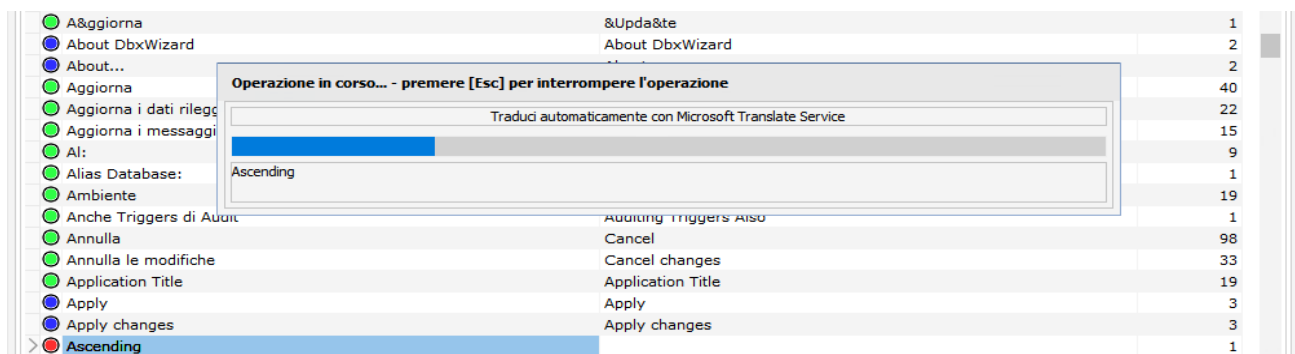 A&ggiorna &Upda&te 1
About DbxWizard About DbxWizard 2
About... 2
Operazione in corso... - premere [Esc] per interrompere l'operazione
Aggiorna 40
Aggiorna i dati rilegg 22
Traduci automaticamente con Microsoft Translate Service
Aggiorna i messaggi 15
Al: 9
Alias Database: 1
Ascending
Ambiente 19
Anche Triggers di Audit Auditing Triggers Also 1
Annulla Cancel 98
Annulla le modifiche Cancel changes 33
Application Title Application Title 19
Apply Apply 3
Apply changes Apply changes 3
Ascending 1